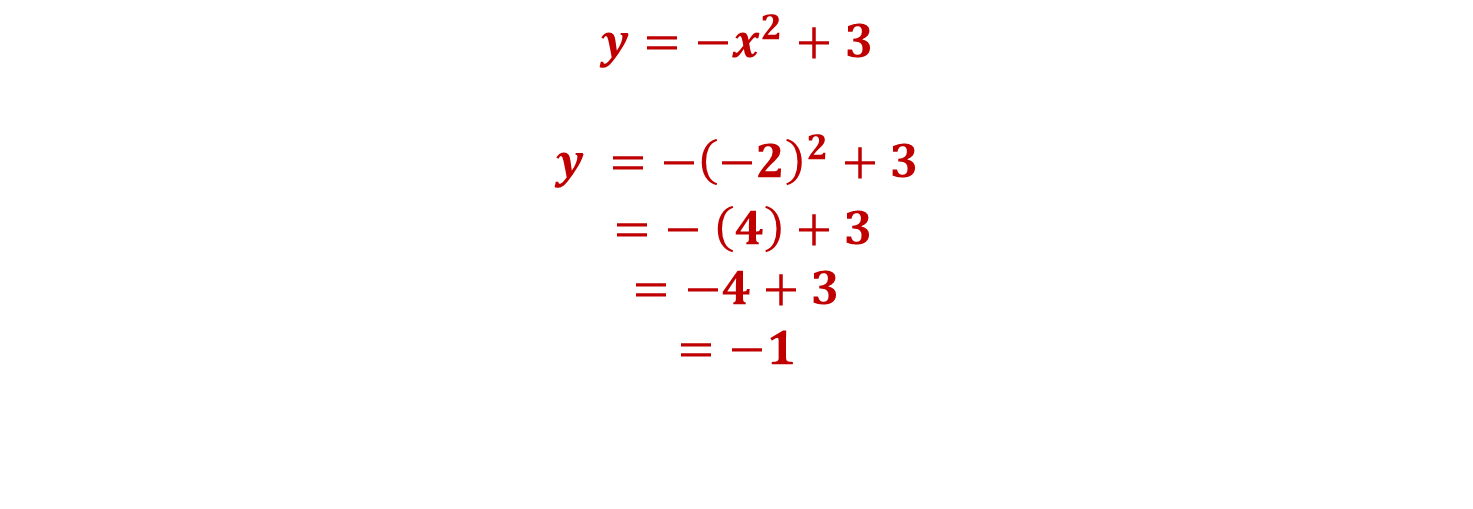 y = −x² + 3
y = −(−2)² + 3
= − (4) + 3
= −4 + 3
= −1